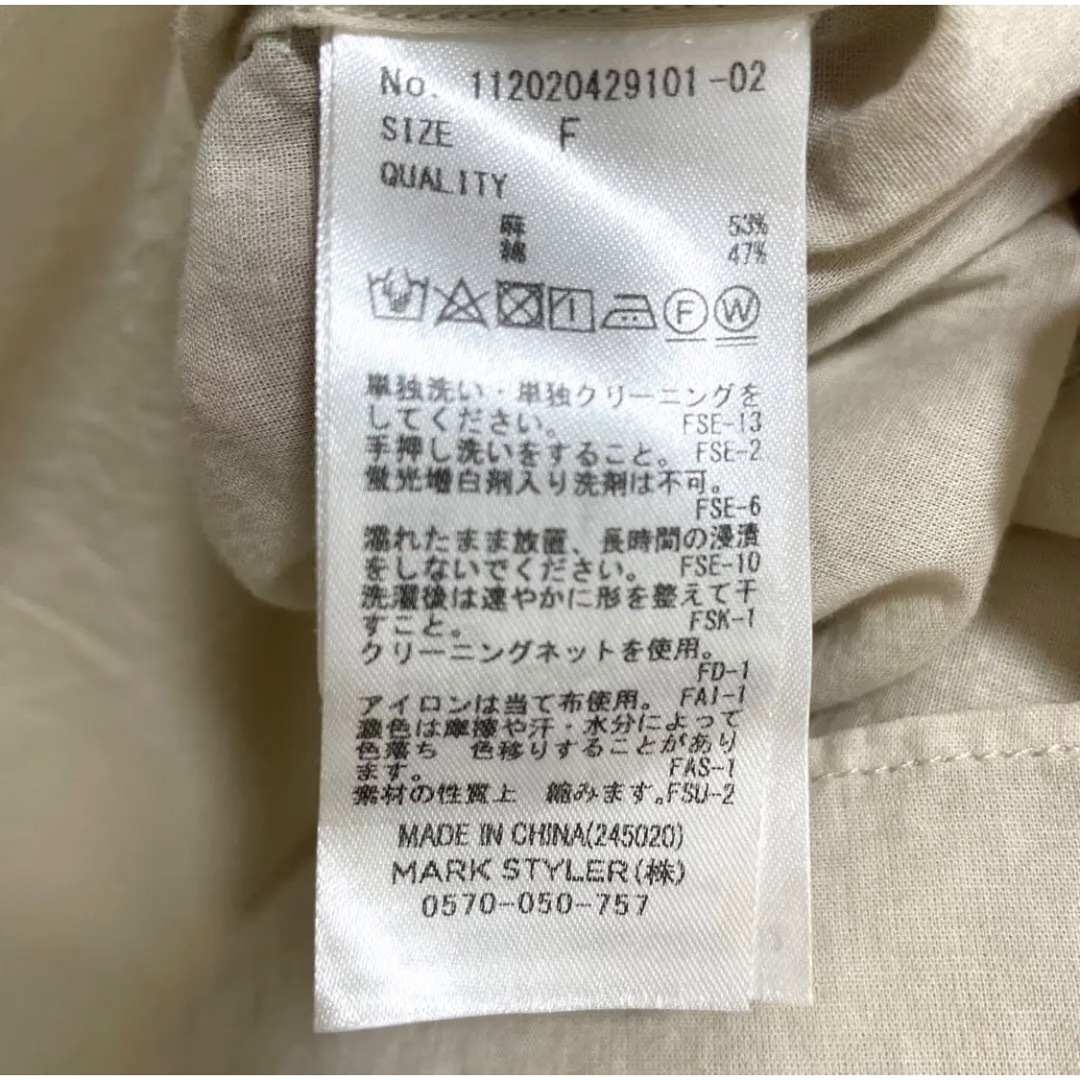 No. 112020429101-02
SIZE F
QUALITY
麻 53%
綿 47%
F W
単独洗い・単独クリーニングを
してください。 FSE-13
手押し洗いをすること。 FSE-2
蛍光増白剤入り洗剤は不可。
FSE-6
濡れたまま放置、長時間の浸漬
をしないでください。 FSE-10
洗濯後は速やかに形を整えて干
すこと。 FSK-1
クリーニングネットを使用。
FD-1
アイロンは当て布使用。 FAI-1
濃色は摩擦や汗・水分によって
色落ち 色移りすることがあり
ます。 FAS-1
素材の性質上 縮みます。FSU-2
MADE IN CHINA(245020)
MARK STYLER(株)
0570-050-757